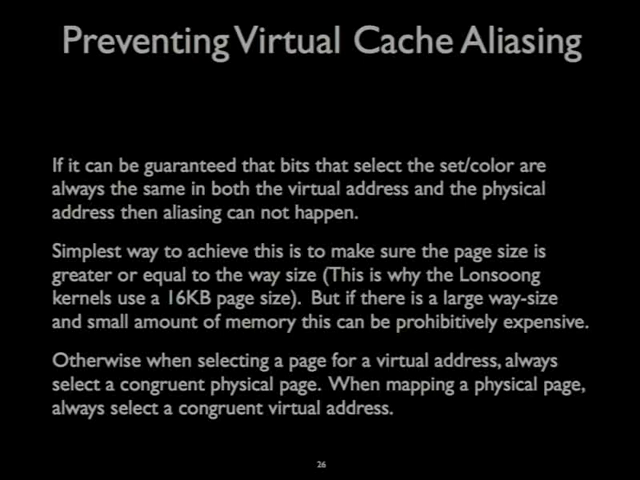 Preventing Virtual Cache Aliasing
If it can be guaranteed that bits that select the set/color are
always the same in both the virtual address and the physical
address then aliasing can not happen.
Simplest way to achieve this is to make sure the page size is
greater or equal to the way size (This is why the Lonsoong
kernels use a 16KB page size).  But if there is a large way-size
and small amount of memory this can be prohibitively expensive.
Otherwise when selecting a page for a virtual address, always
select a congruent physical page.  When mapping a physical page,
always select a congruent virtual address.
26